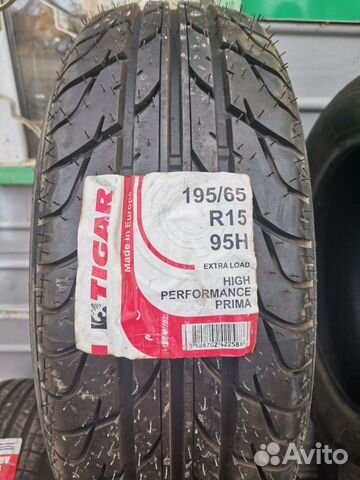 TIGAR
Made in Europe
195/65
R15
95H
EXTRA LOAD
HIGH
PERFORMANCE
PRIMA
Avito